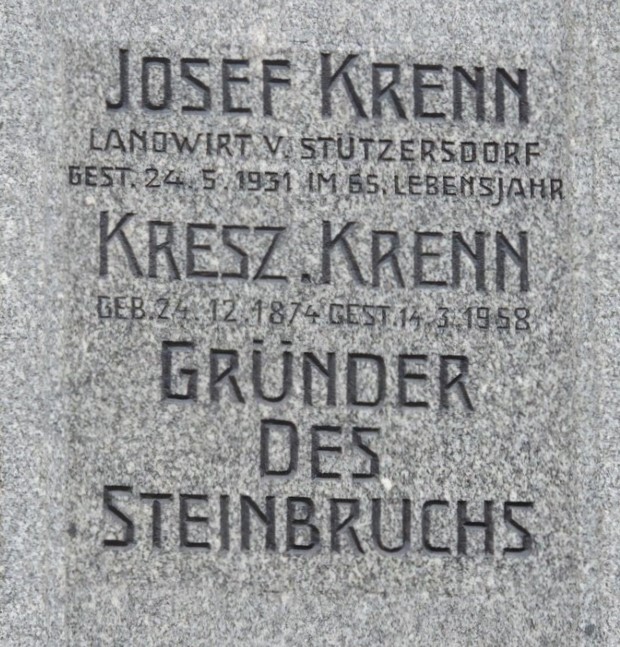 JOSEF KRENN
LANDWIRT V. STÜTZERSDORF
GEST. 24.5.1931 IM 65. LEBENSJAHR
KRESZ. KRENN
GEB. 24.12.1874 GEST. 14.3.1958
GRÜNDER
DES
STEINBRUCHS